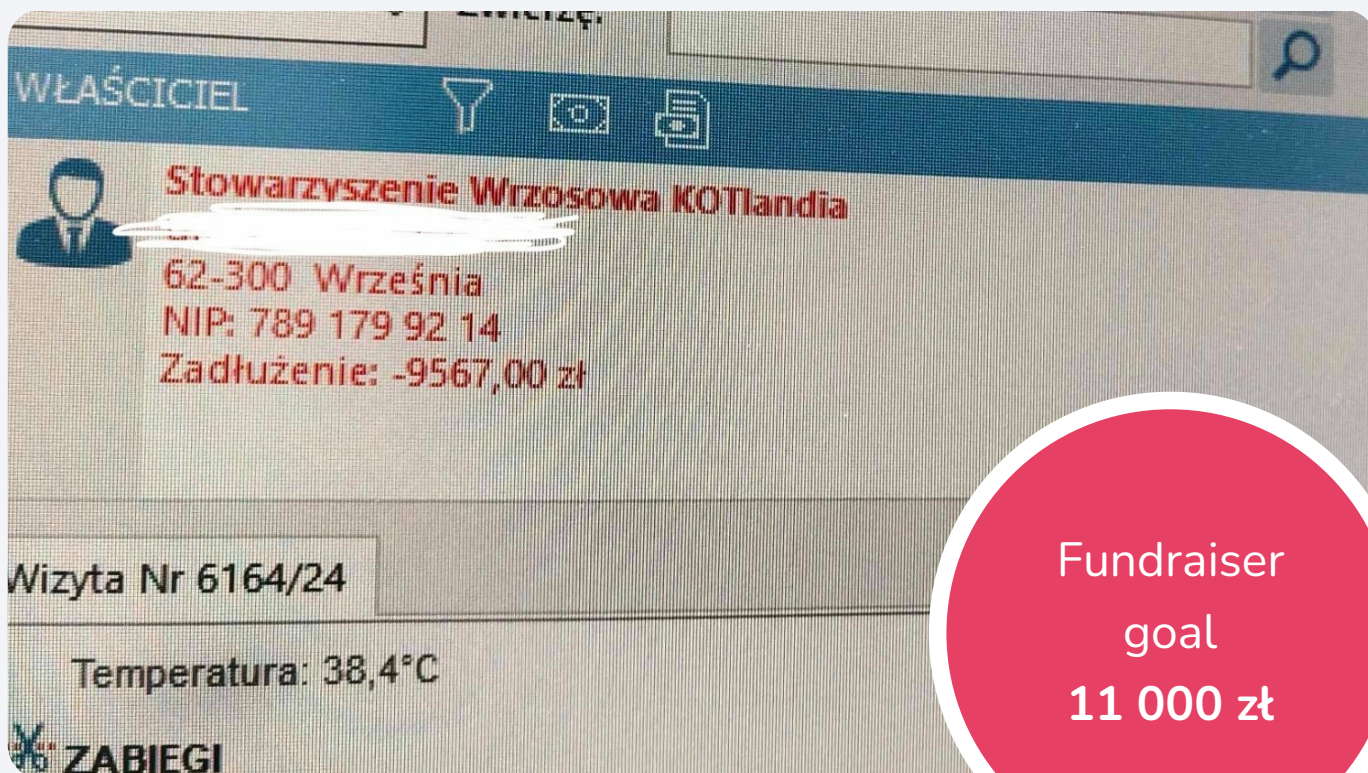 Zwierzę:
WŁAŚCICIEL
Stowarzyszenie Wrzosowa KOTlandia
62-300 Września
NIP: 789 179 92 14
Zadłużenie: -9567,00 zł
Wizyta Nr 6164/24
Temperatura: 38,4°C
ZABIEGI
Fundraiser
goal
11 000 zł